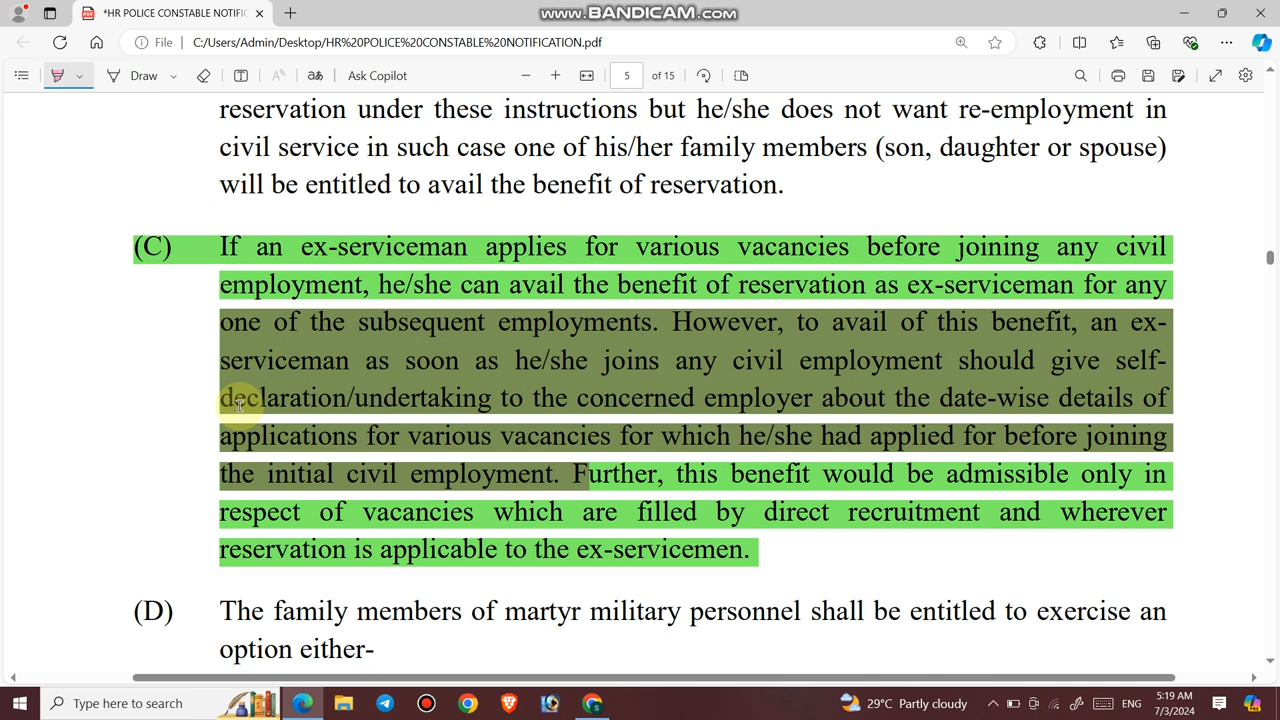 *HR POLICE CONSTABLE NOTIFIC
www.BANDICAM.com
File
C:/Users/Admin/Desktop/HR%20POLICE%20CONSTABLE%20NOTIFICATION.pdf
Draw
Ask Copilot
5
of 15
reservation under these instructions but he/she does not want re-employment in
civil service in such case one of his/her family members (son, daughter or spouse)
will be entitled to avail the benefit of reservation.
(C) If an ex-serviceman applies for various vacancies before joining any civil
employment, he/she can avail the benefit of reservation as ex-serviceman for any
one of the subsequent employments. However, to avail of this benefit, an ex-
serviceman as soon as he/she joins any civil employment should give self-
declaration/undertaking to the concerned employer about the date-wise details of
applications for various vacancies for which he/she had applied for before joining
the initial civil employment. Further, this benefit would be admissible only in
respect of vacancies which are filled by direct recruitment and wherever
reservation is applicable to the ex-servicemen.
(D) The family members of martyr military personnel shall be entitled to exercise an
option either-
Type here to search
29°C Partly cloudy
ENG
5:19 AM
7/3/2024